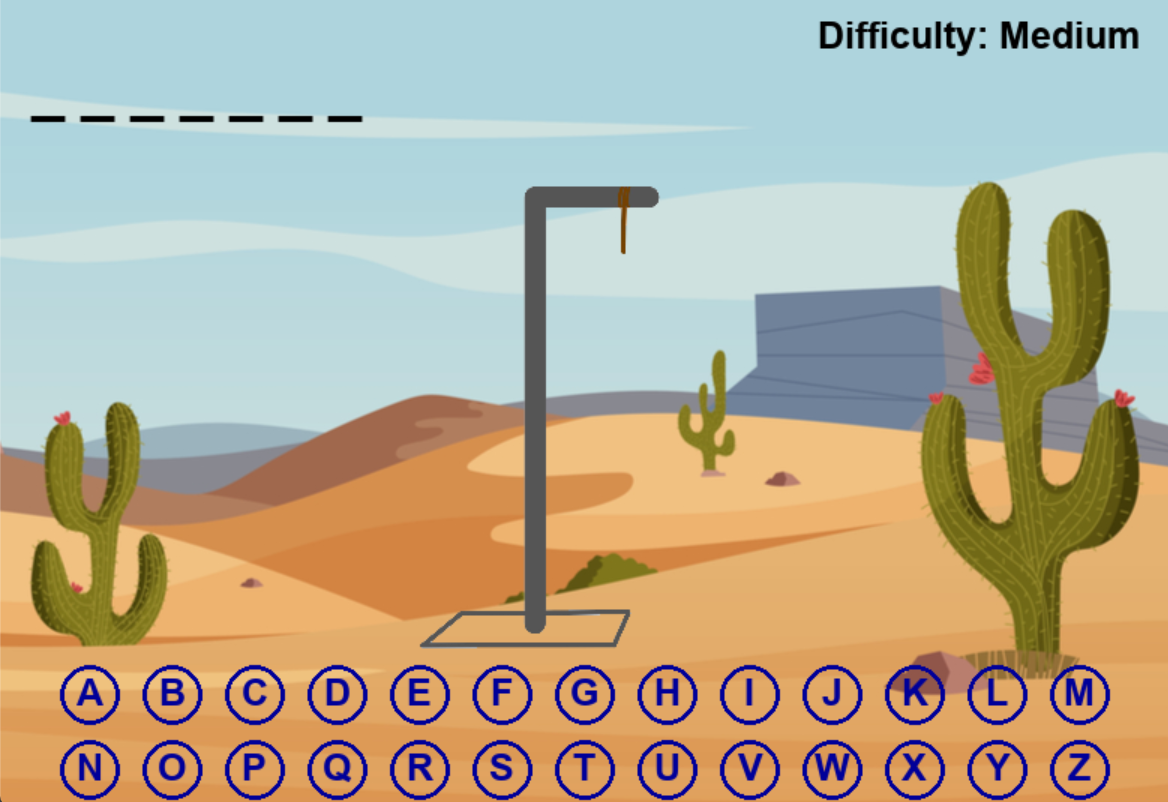 Difficulty: Medium
_ _ _ _ _ _ _
A B C D E F G H I J K L M
N O P Q R S T U V W X Y Z